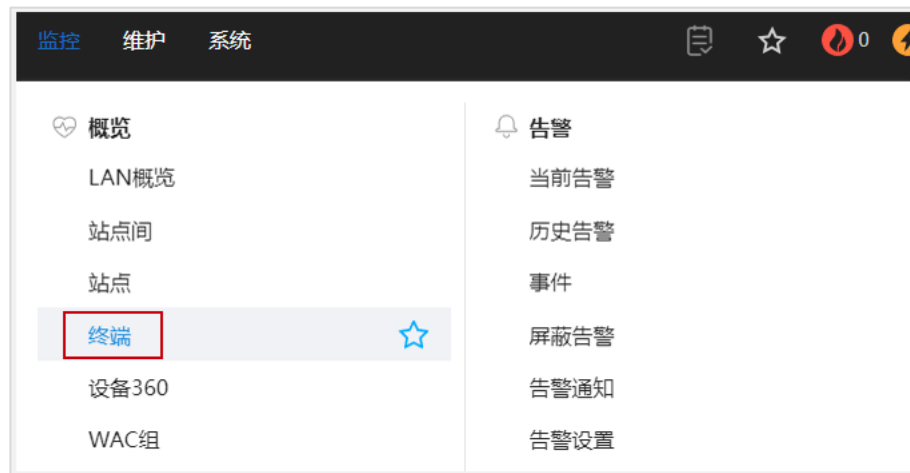 监控 维护 系统 0
概览
LAN概览
站点间
站点
终端
设备360
WAC组
告警
当前告警
历史告警
事件
屏蔽告警
告警通知
告警设置